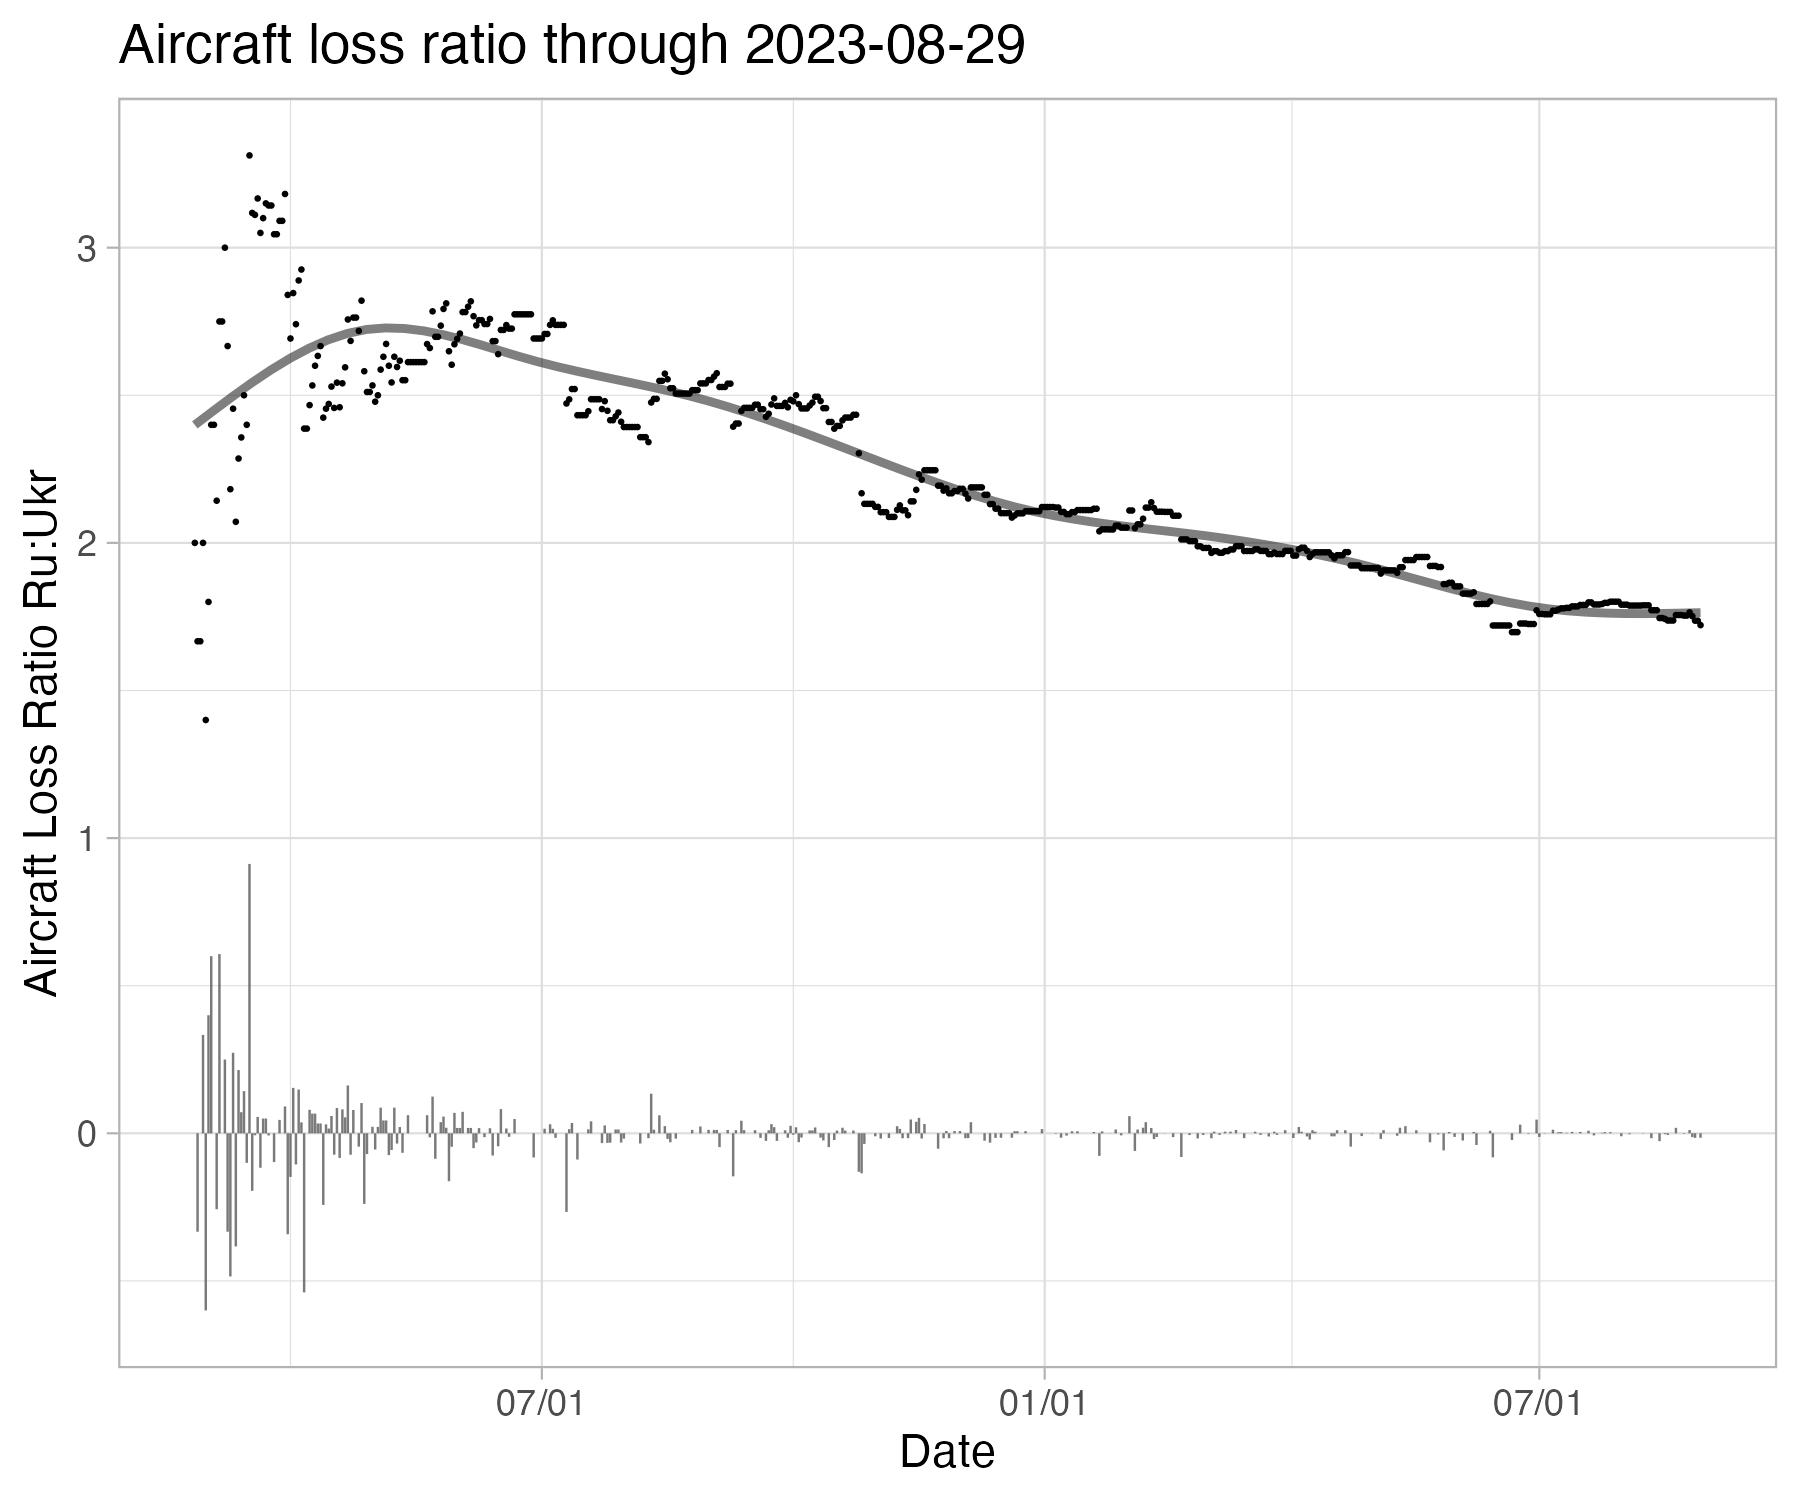 Aircraft loss ratio through 2023-08-29
Aircraft Loss Ratio Ru:Ukr
3
2
1
0
07/01
01/01
07/01
Date